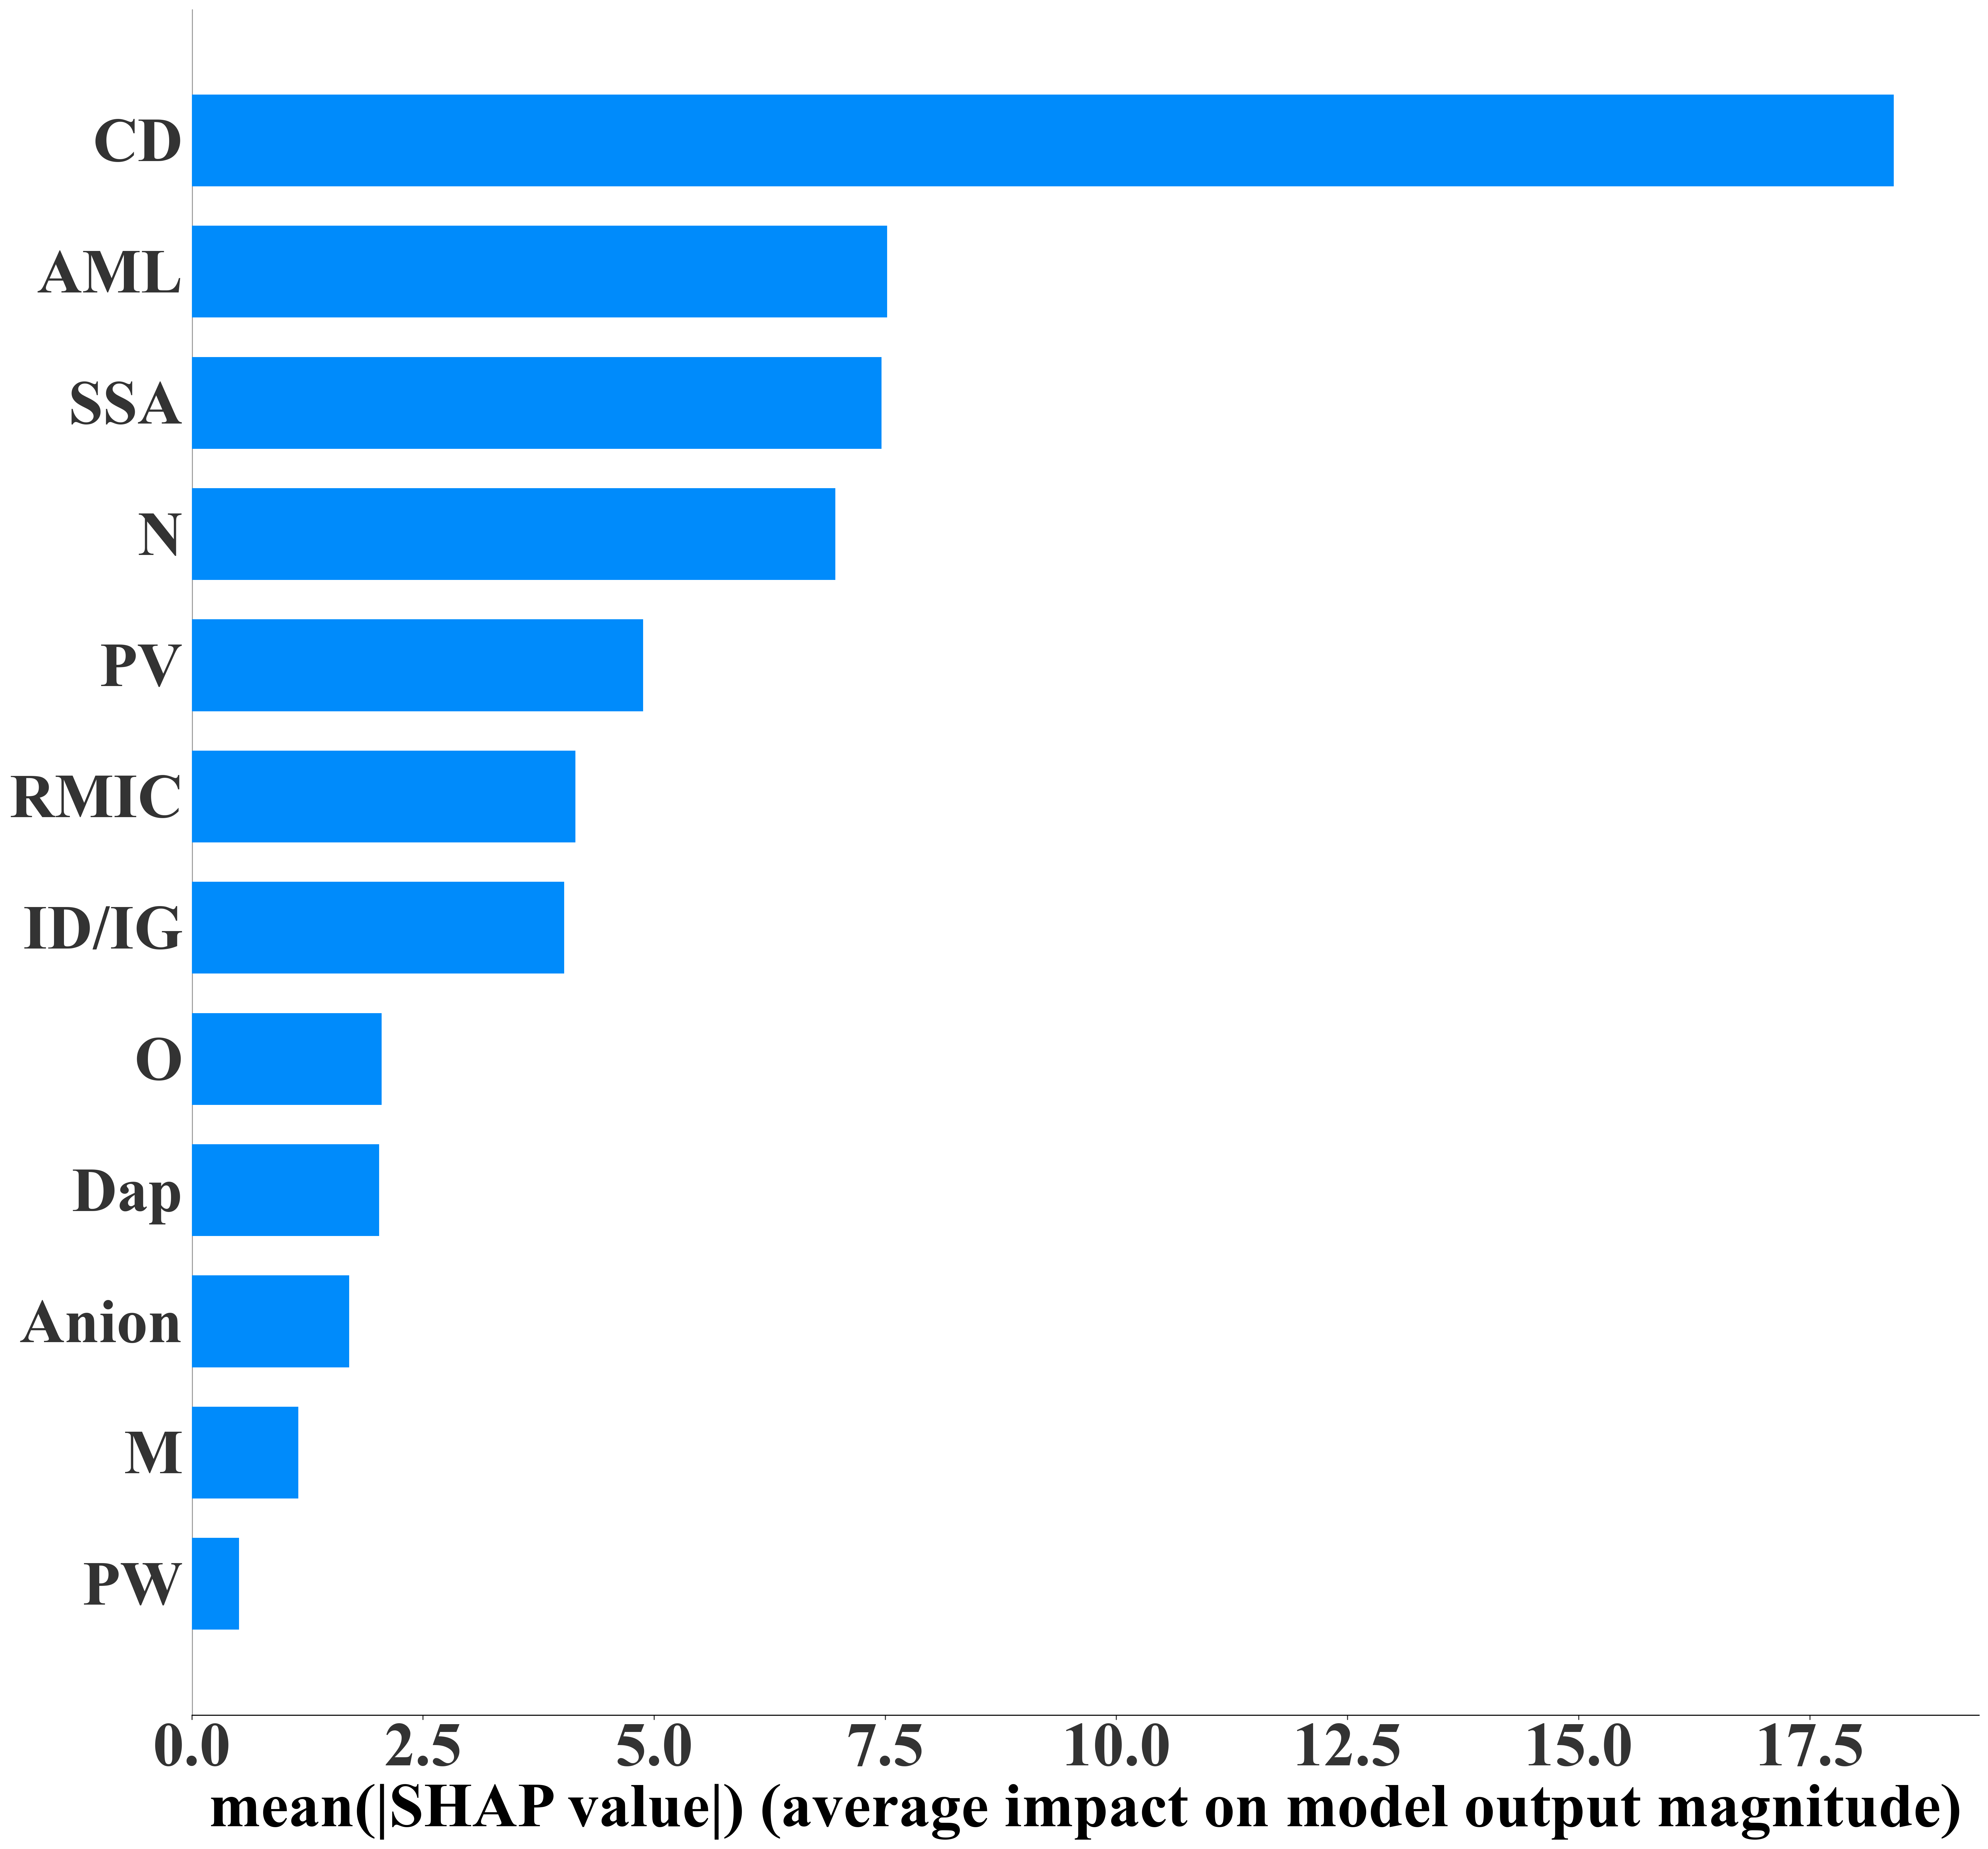 CD
AML
SSA
N
PV
RMIC
ID/IG
O
Dap
Anion
M
PW
0.0 2.5 5.0 7.5 10.0 12.5 15.0 17.5
mean(|SHAP value|) (average impact on model output magnitude)